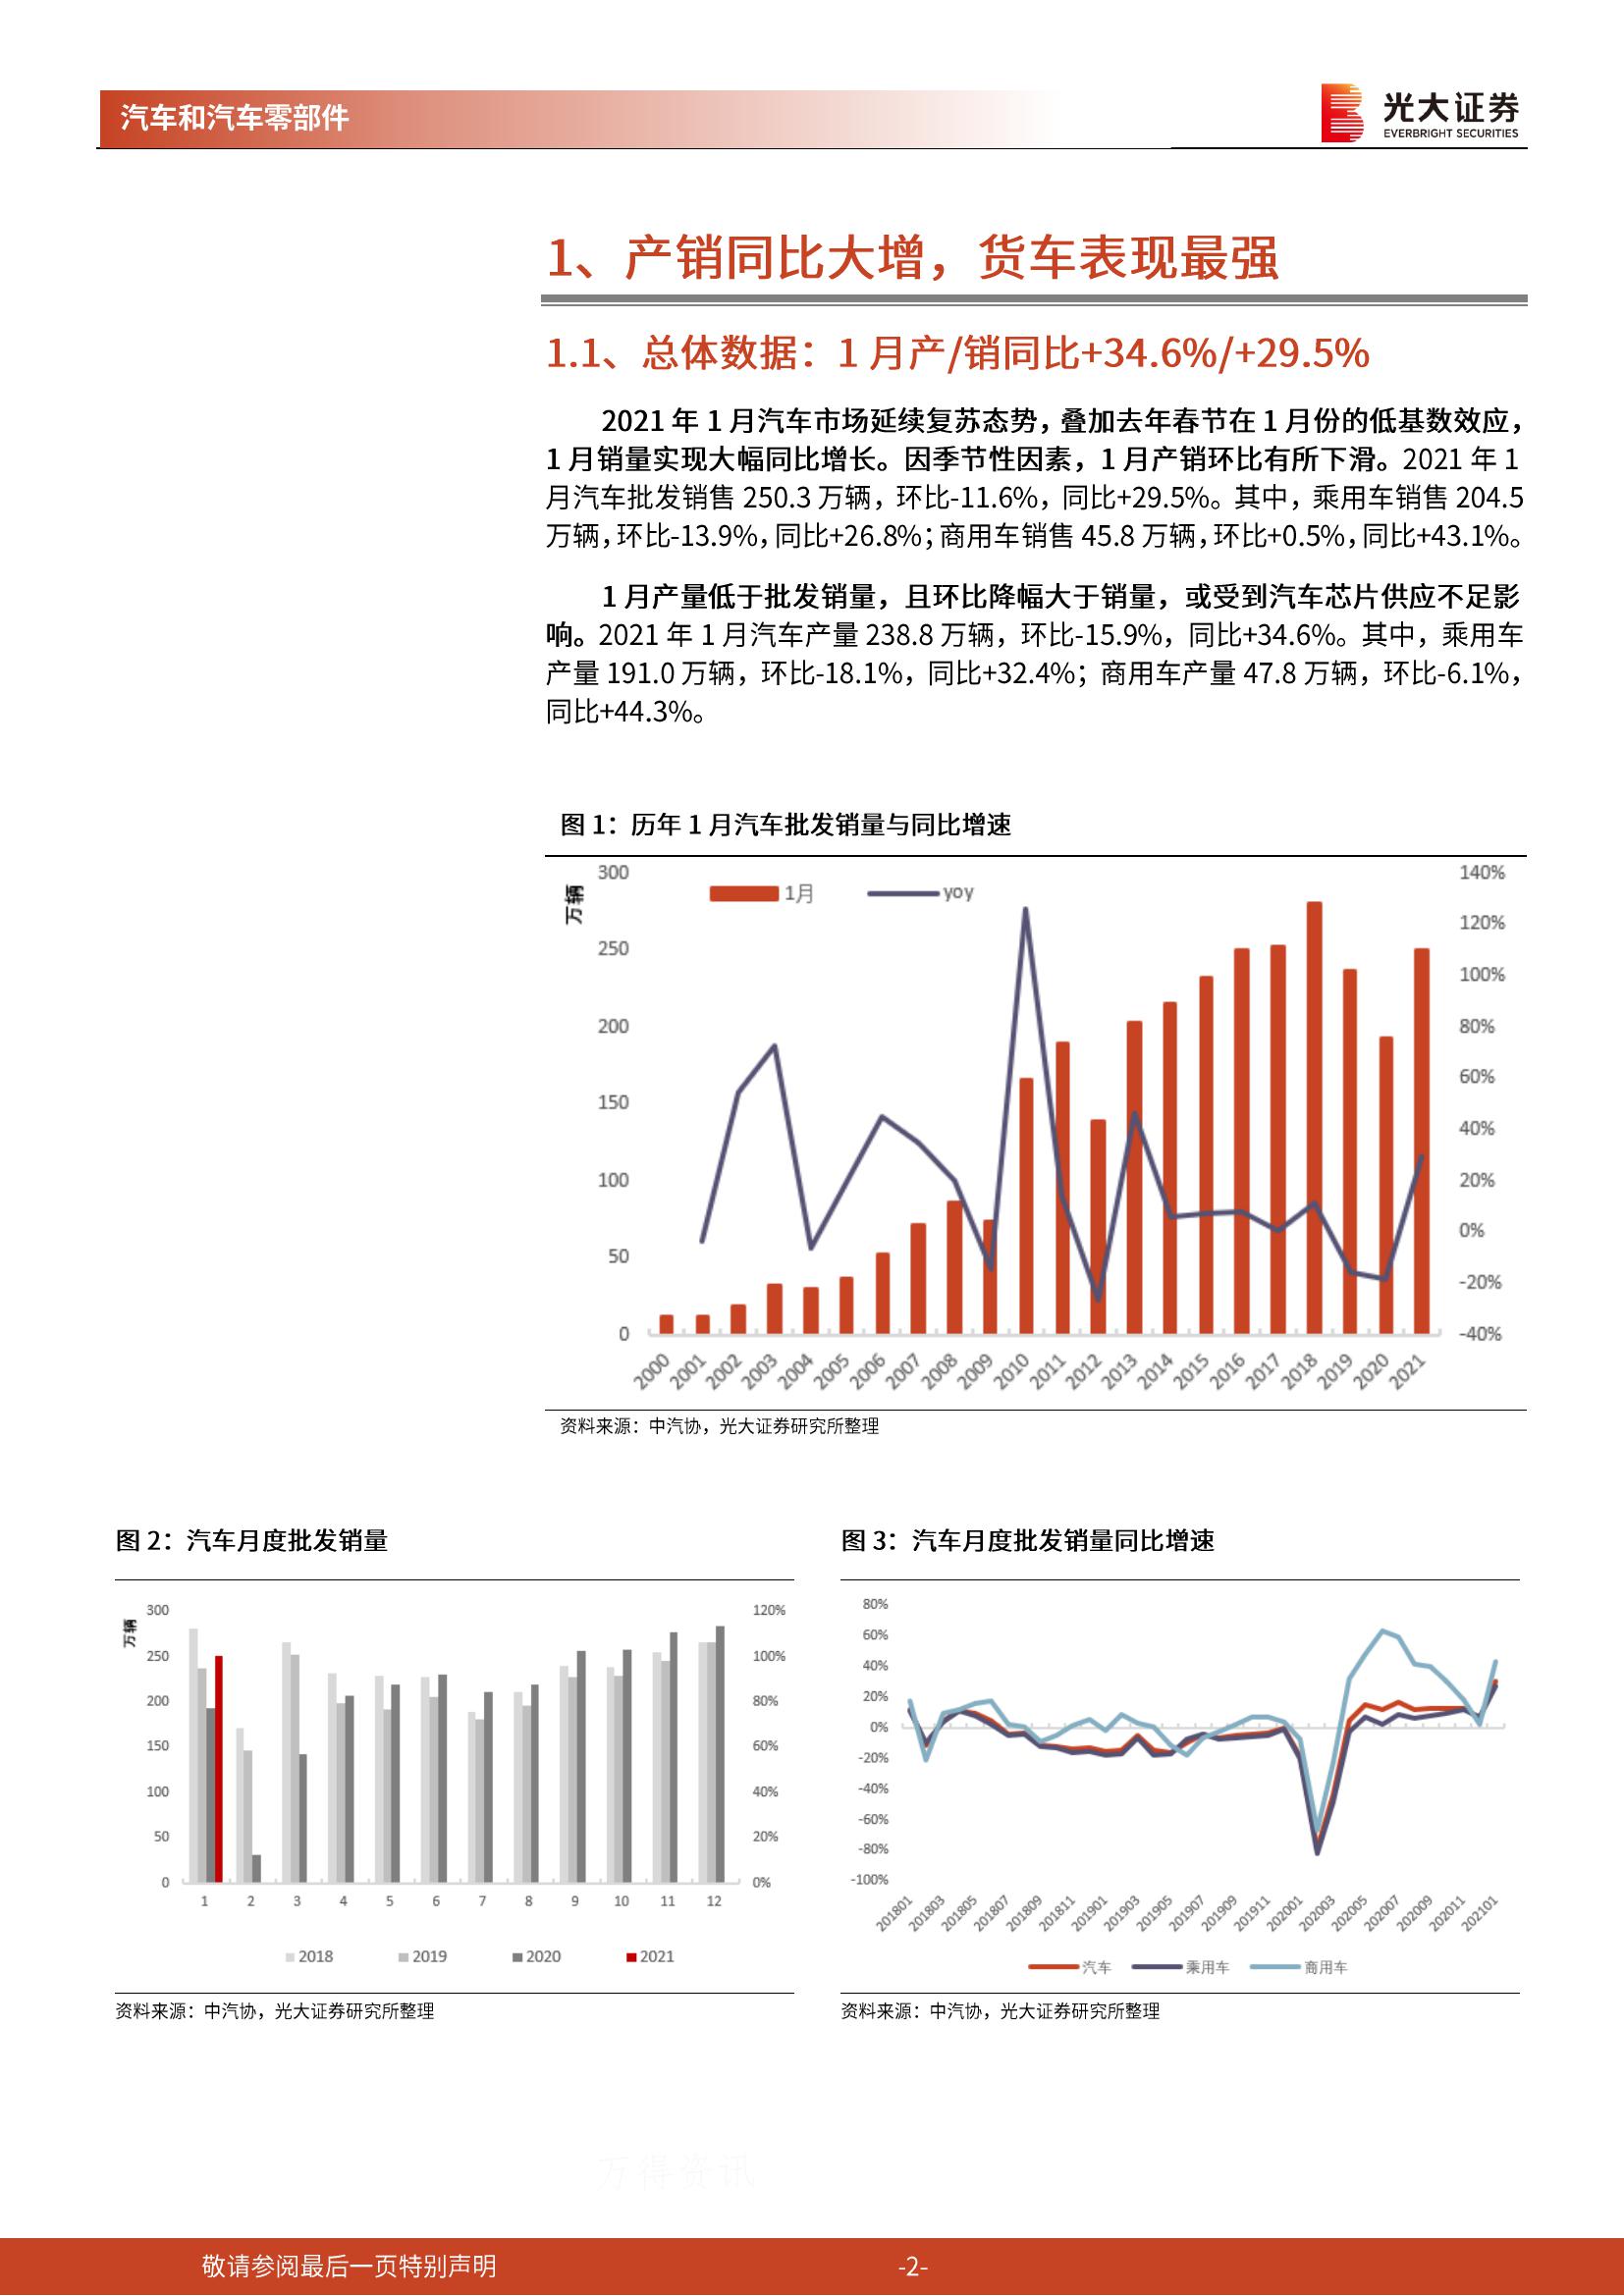 汽车和汽车零部件
光大证券
EVERBRIGHT SECURITIES
1、产销同比大增，货车表现最强
1.1、总体数据：1 月产/销同比+34.6%/+29.5%
2021 年 1 月汽车市场延续复苏态势，叠加去年春节在 1 月份的低基数效应，
1 月销量实现大幅同比增长。因季节性因素，1 月产销环比有所下滑。2021 年 1
月汽车批发销售 250.3 万辆，环比-11.6%，同比+29.5%。其中，乘用车销售 204.5
万辆，环比-13.9%，同比+26.8%；商用车销售 45.8 万辆，环比+0.5%，同比+43.1%。
1 月产量低于批发销量，且环比降幅大于销量，或受到汽车芯片供应不足影
响。2021 年 1 月汽车产量 238.8 万辆，环比-15.9%，同比+34.6%。其中，乘用车
产量 191.0 万辆，环比-18.1%，同比+32.4%；商用车产量 47.8 万辆，环比-6.1%，
同比+44.3%。
图 1：历年 1 月汽车批发销量与同比增速
万辆
1月 yoy
300 140%
120%
250
100%
200 80%
60%
150
40%
100 20%
0%
50
-20%
0 -40%
2000 2001 2002 2003 2004 2005 2006 2007 2008 2009 2010 2011 2012 2013 2014 2015 2016 2017 2018 2019 2020 2021
资料来源：中汽协，光大证券研究所整理
图 2：汽车月度批发销量
万辆
300 120%
250 100%
200 80%
150 60%
100 40%
50 20%
0 0%
1 2 3 4 5 6 7 8 9 10 11 12
2018 2019 2020 2021
资料来源：中汽协，光大证券研究所整理
图 3：汽车月度批发销量同比增速
80%
60%
40%
20%
0%
-20%
-40%
-60%
-80%
-100%
201801 201803 201805 201807 201809 201811 201901 201903 201905 201907 201909 201911 202001 202003 202005 202007 202009 202011 202101
汽车 乘用车 商用车
资料来源：中汽协，光大证券研究所整理
万得资讯
敬请参阅最后一页特别声明
-2-